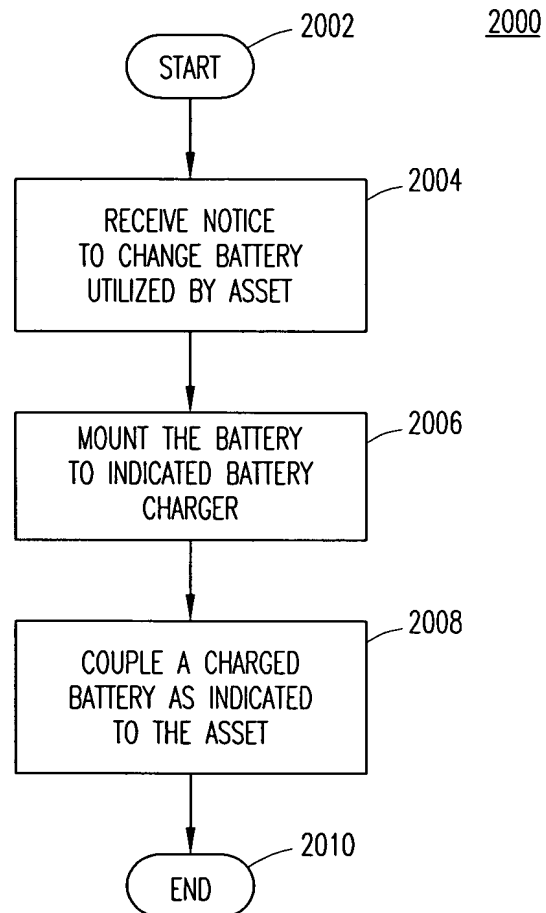 2000
2002
START
2004
RECEIVE NOTICE
TO CHANGE BATTERY
UTILIZED BY ASSET
2006
MOUNT THE BATTERY
TO INDICATED BATTERY
CHARGER
2008
COUPLE A CHARGED
BATTERY AS INDICATED
TO THE ASSET
2010
END